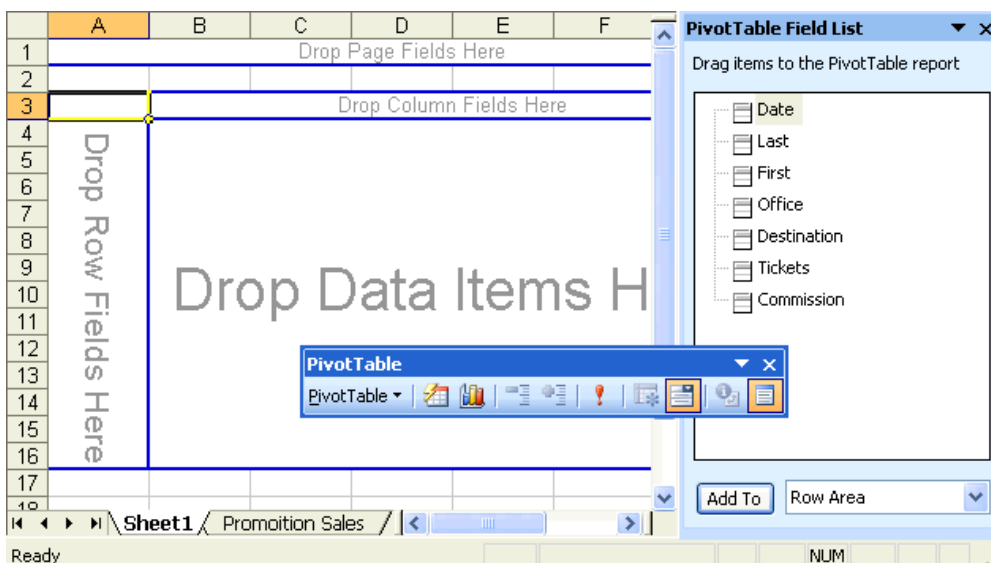 A B C D E F
PivotTable Field List
1 Drop Page Fields Here
Drag items to the PivotTable report
2
3 Drop Column Fields Here
4
5
6
7
8
9
10
11
12
13
14
15
16
17
18
Drop Row Fields Here
Drop Data Items H
Date
Last
First
Office
Destination
Tickets
Commission
PivotTable
PivotTable
Add To Row Area
Sheet1 Promoition Sales
Ready NUM